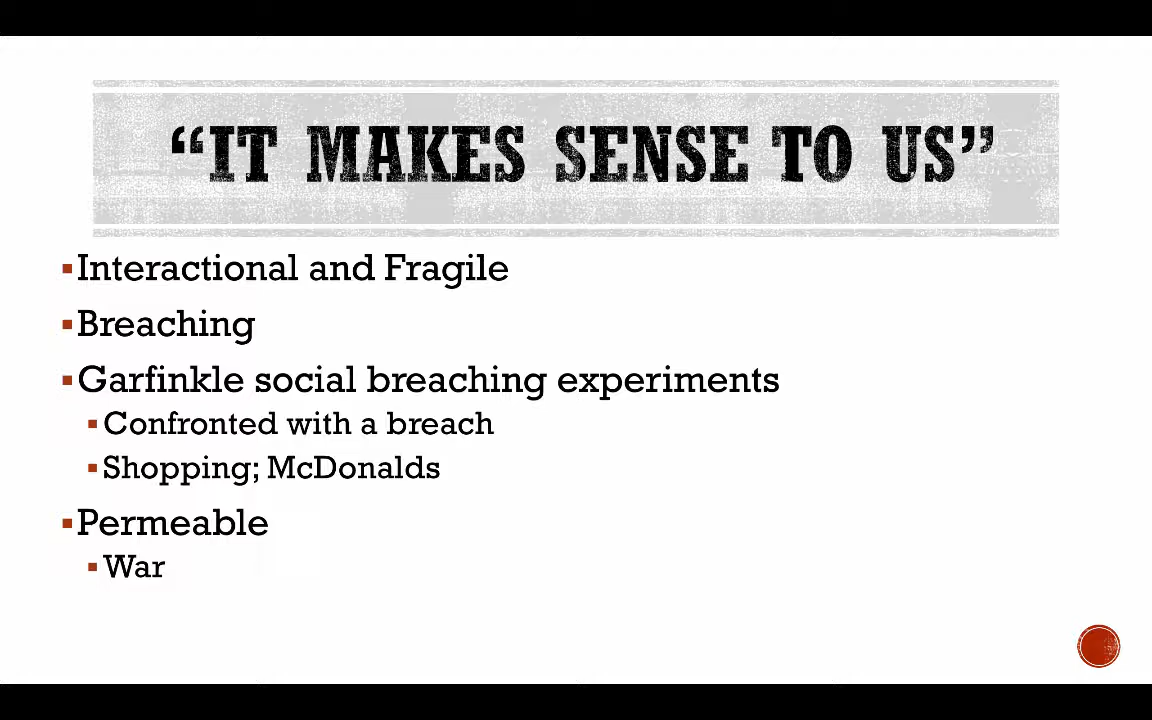 “IT MAKES SENSE TO US”
▪Interactional and Fragile
▪Breaching
▪Garfinkle social breaching experiments
▪Confronted with a breach
▪Shopping; McDonalds
▪Permeable
▪War